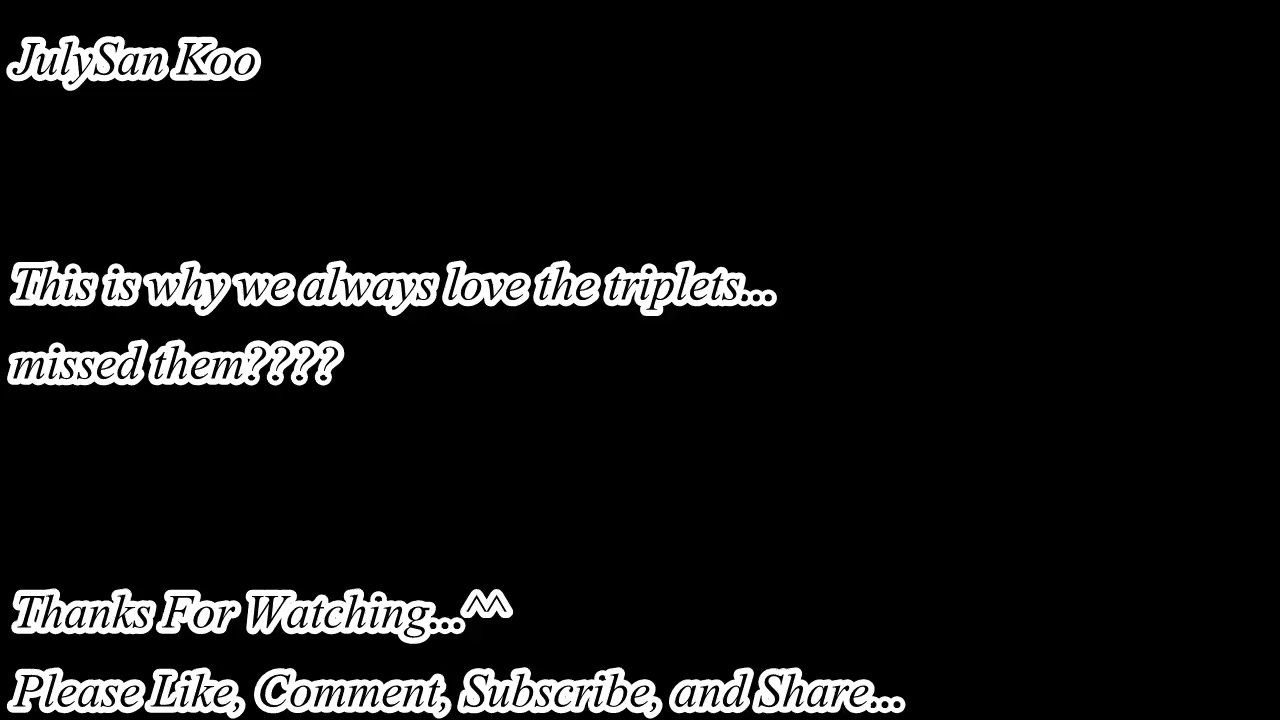 JulySan Koo
This is why we always love the triplets...
missed them????
Thanks For Watching...^^
Please Like, Comment, Subscribe, and Share...